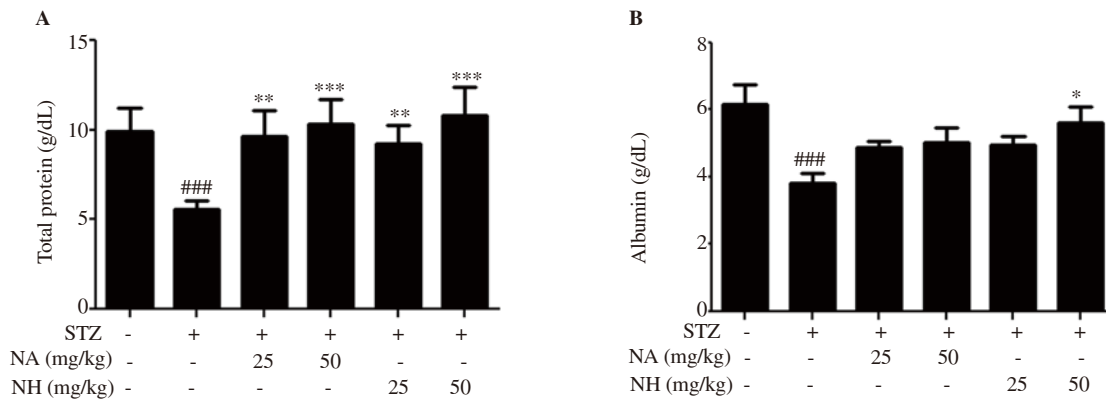 A
Total protein (g/dL)
15
10
5
0
###
**
***
**
***
STZ - + + + + +
NA (mg/kg) - - 25 50 - -
NH (mg/kg) - - - - 25 50
B
Albumin (g/dL)
8
6
4
2
0
###
*
STZ - + + + + +
NA (mg/kg) - - 25 50 - -
NH (mg/kg) - - - - 25 50